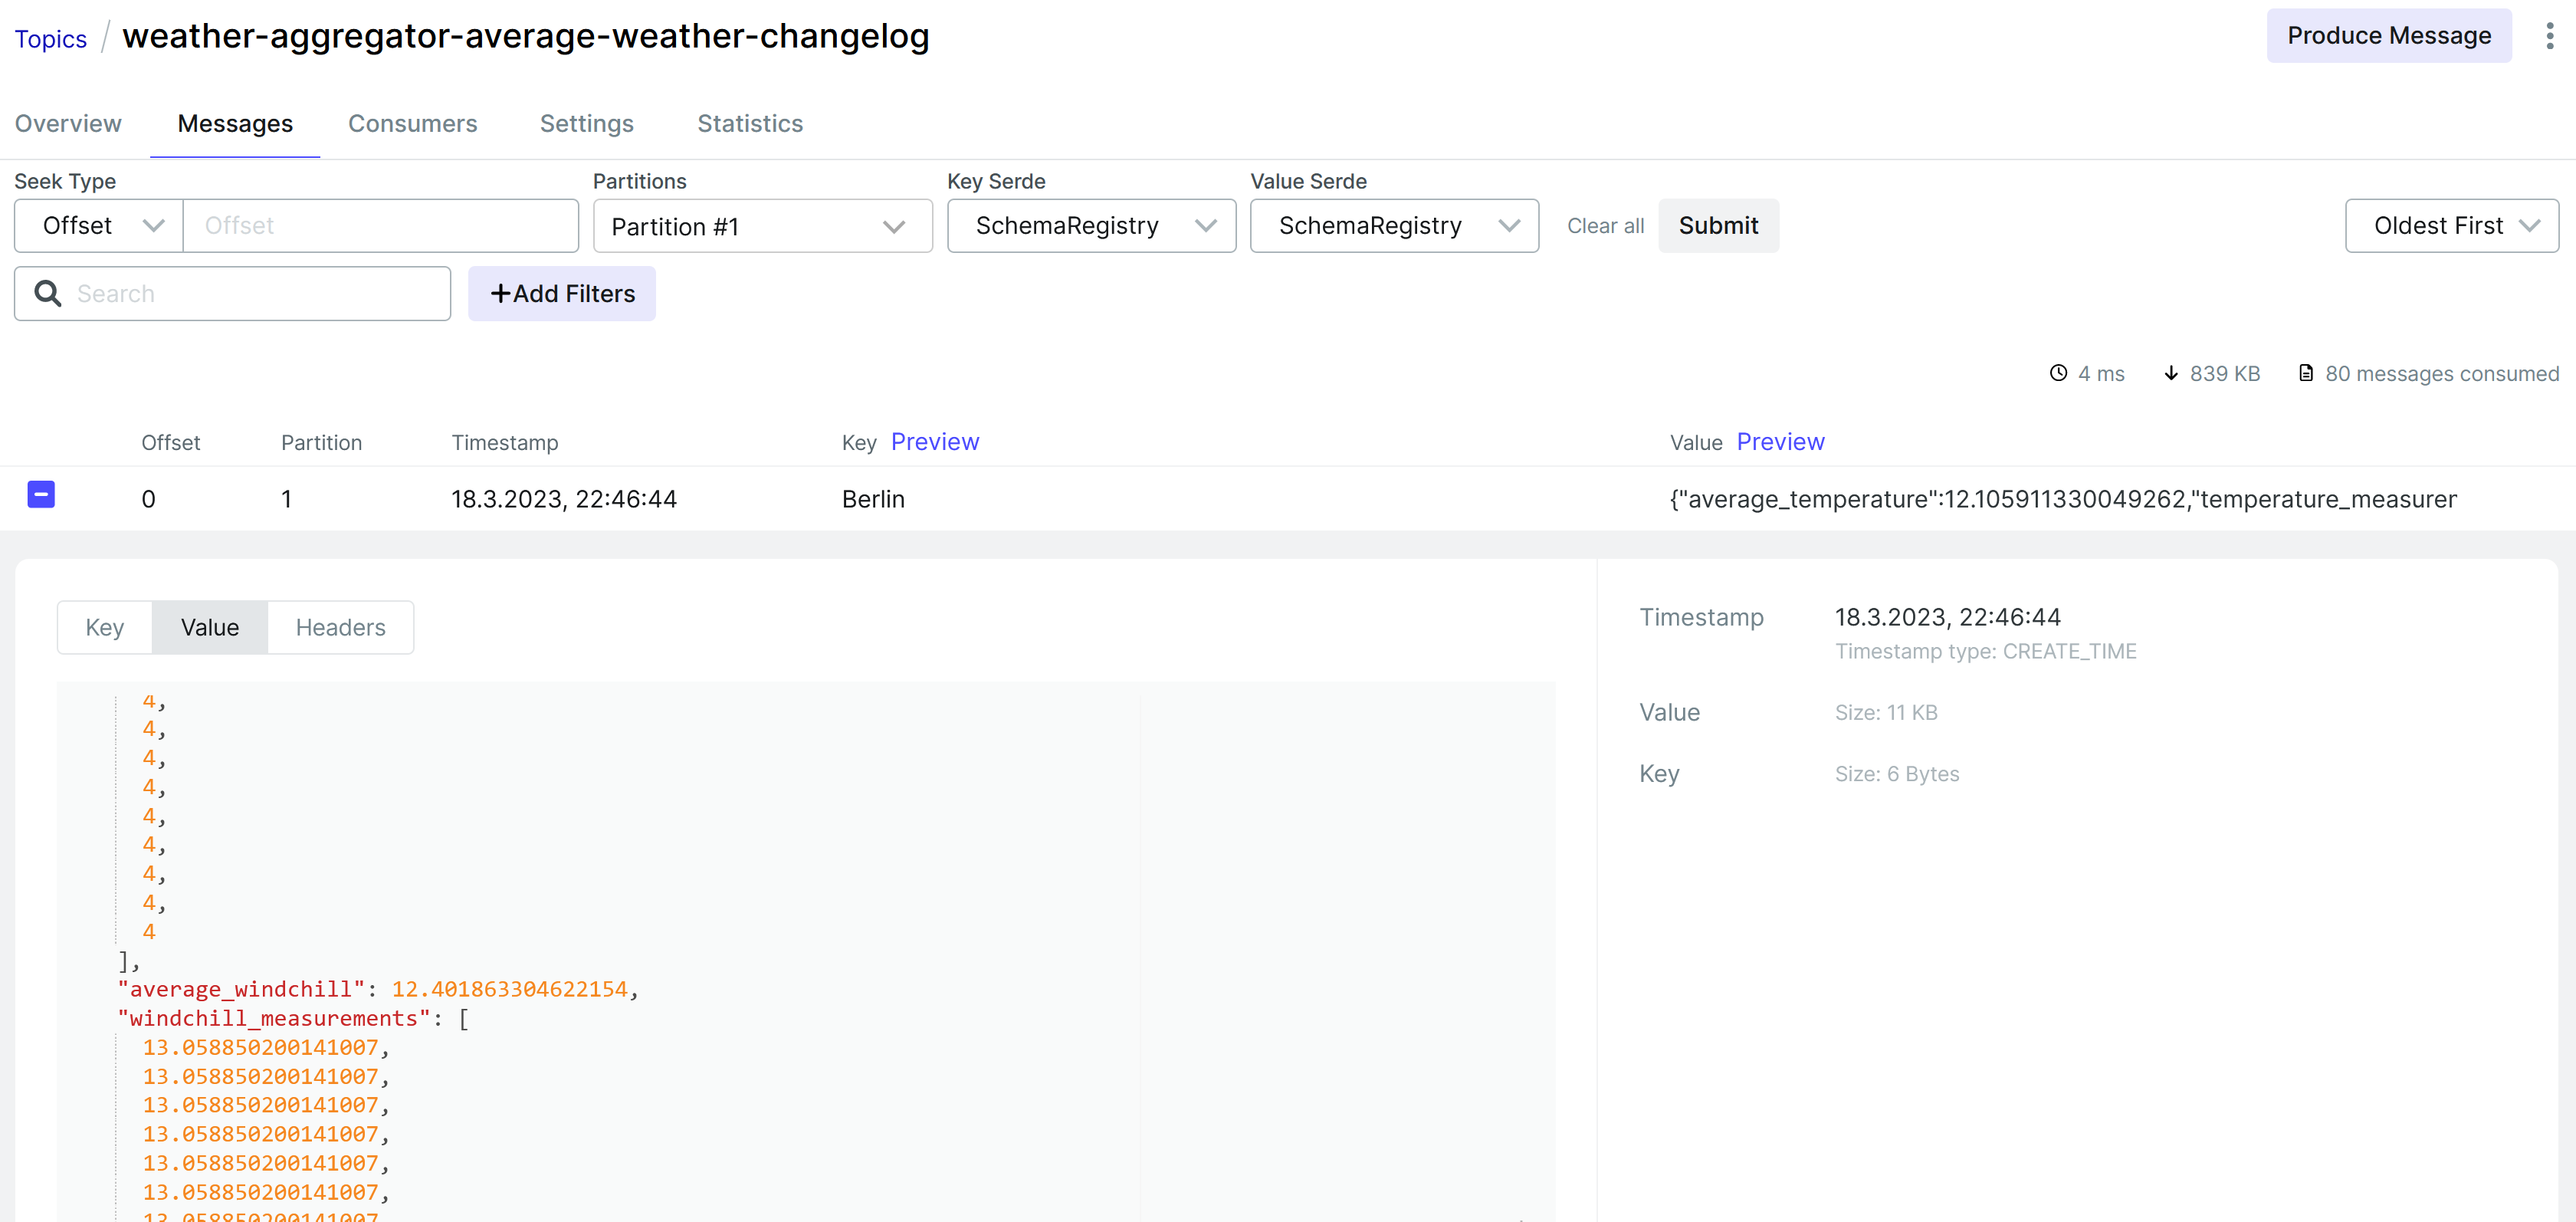 Topics / weather-aggregator-average-weather-changelog
Produce Message
Overview Messages Consumers Settings Statistics
Seek Type Partitions Key Serde Value Serde
Offset Offset Partition #1 SchemaRegistry SchemaRegistry Clear all Submit Oldest First
Search +Add Filters
4 ms 839 KB 80 messages consumed
Offset Partition Timestamp Key Preview Value Preview
0 1 18.3.2023, 22:46:44 Berlin {"average_temperature":12.105911330049262,"temperature_measurer
Key Value Headers
4,
4,
4,
4,
4,
4,
4,
4,
4
],
"average_windchill": 12.401863304622154,
"windchill_measurements": [
13.058850200141007,
13.058850200141007,
13.058850200141007,
13.058850200141007,
13.058850200141007,
13.058850200141007,
13.058850200141007
Timestamp 18.3.2023, 22:46:44
Timestamp type: CREATE_TIME
Value Size: 11 KB
Key Size: 6 Bytes